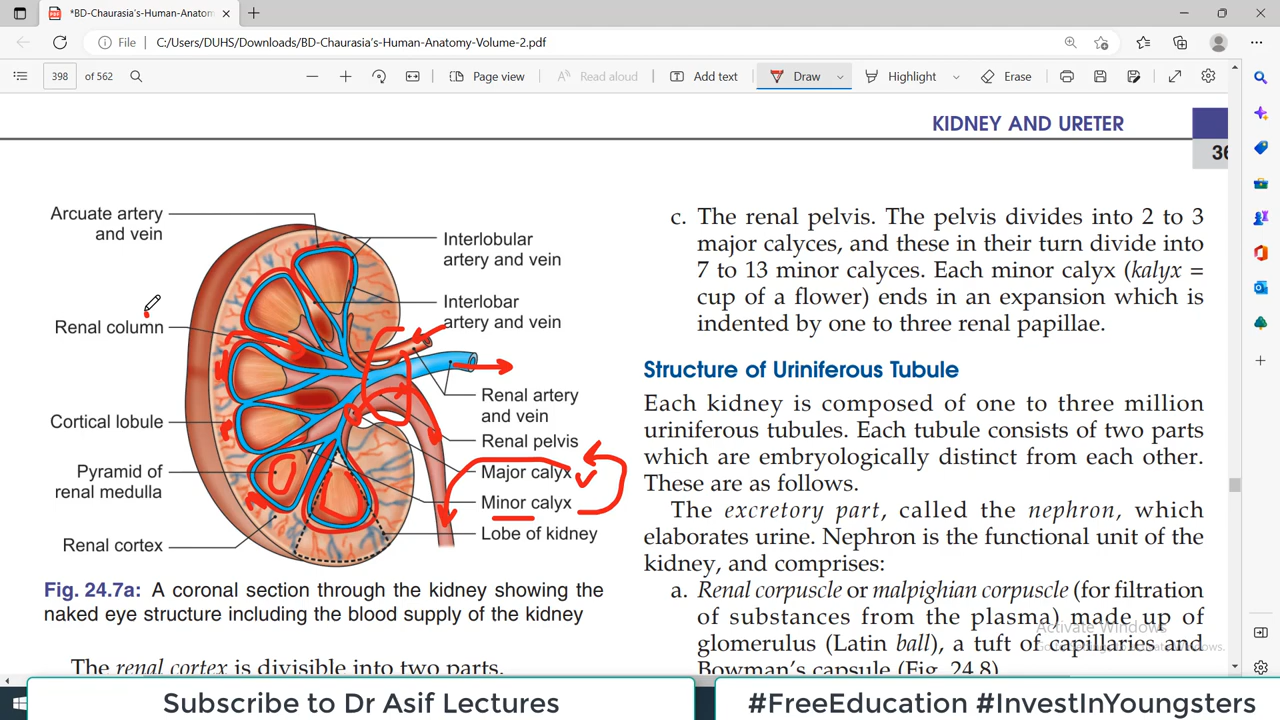 *BD-Chaurasia's-Human-Anatom
File
C:/Users/DUHS/Downloads/BD-Chaurasia's-Human-Anatomy-Volume-2.pdf
398
of 562
Page view
Read aloud
Add text
Draw
Highlight
Erase
KIDNEY AND URETER
36
Arcuate artery
and vein
Renal column
Cortical lobule
Pyramid of
renal medulla
Renal cortex
Interlobular
artery and vein
Interlobar
artery and vein
Renal artery
and vein
Renal pelvis
Major calyx
Minor calyx
Lobe of kidney
Fig. 24.7a: A coronal section through the kidney showing the
naked eye structure including the blood supply of the kidney
The renal cortex is divisible into two parts.
c. The renal pelvis. The pelvis divides into 2 to 3
major calyces, and these in their turn divide into
7 to 13 minor calyces. Each minor calyx (kalyx =
cup of a flower) ends in an expansion which is
indented by one to three renal papillae.
Structure of Uriniferous Tubule
Each kidney is composed of one to three million
uriniferous tubules. Each tubule consists of two parts
which are embryologically distinct from each other.
These are as follows.
The excretory part, called the nephron, which
elaborates urine. Nephron is the functional unit of the
kidney, and comprises:
a. Renal corpuscle or malpighian corpuscle (for filtration
of substances from the plasma) made up of
glomerulus (Latin ball), a tuft of capillaries and
Bowman's capsule (Fig. 24.8)
Activate Windows
Subscribe to Dr Asif Lectures
#FreeEducation #InvestInYoungsters